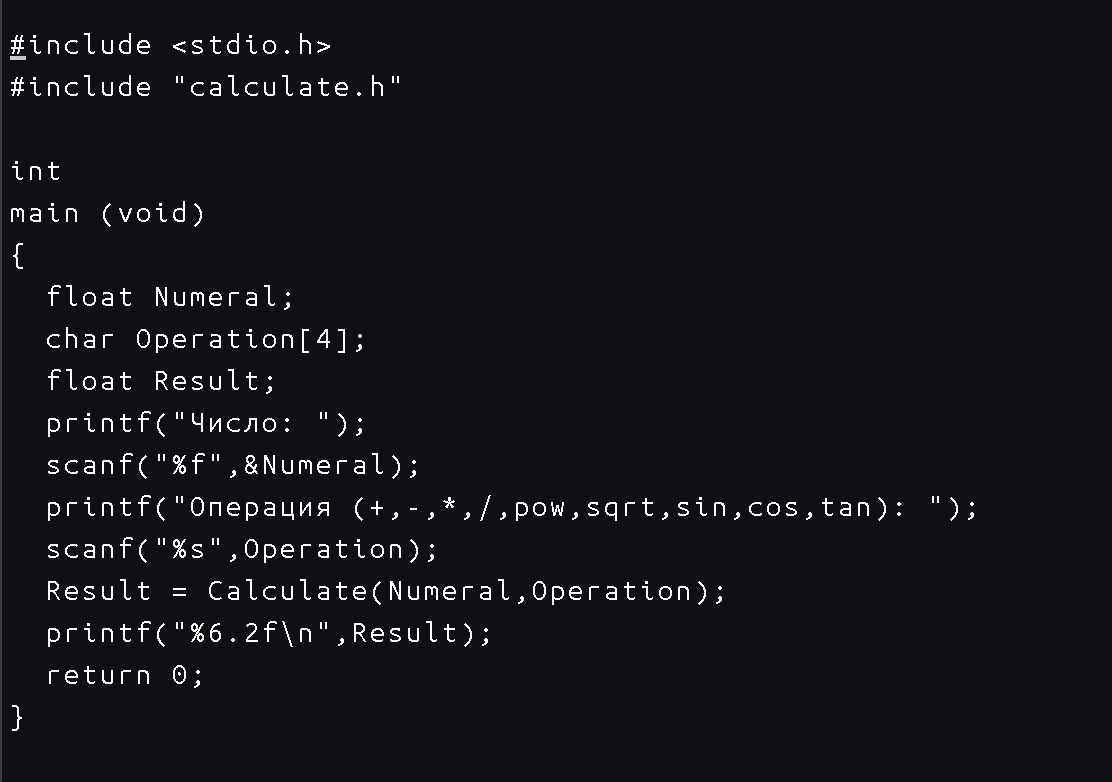 #include <stdio.h>
#include "calculate.h"

int
main (void)
{
  float Numeral;
  char Operation[4];
  float Result;
  printf("Число: ");
  scanf("%f",&Numeral);
  printf("Операция (+,-,*,/,pow,sqrt,sin,cos,tan): ");
  scanf("%s",Operation);
  Result = Calculate(Numeral,Operation);
  printf("%6.2f\n",Result);
  return 0;
}